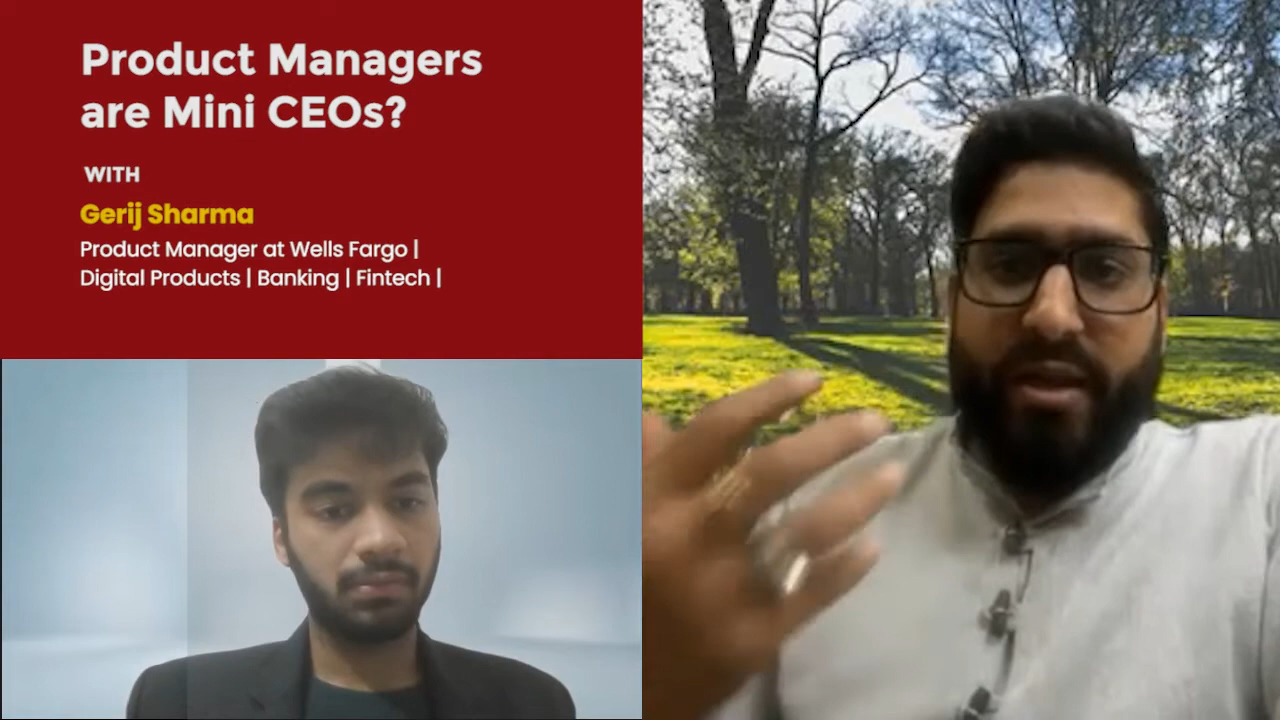 Product Managers
are Mini CEOs?
WITH
Gerij Sharma
Product Manager at Wells Fargo |
Digital Products | Banking | Fintech |